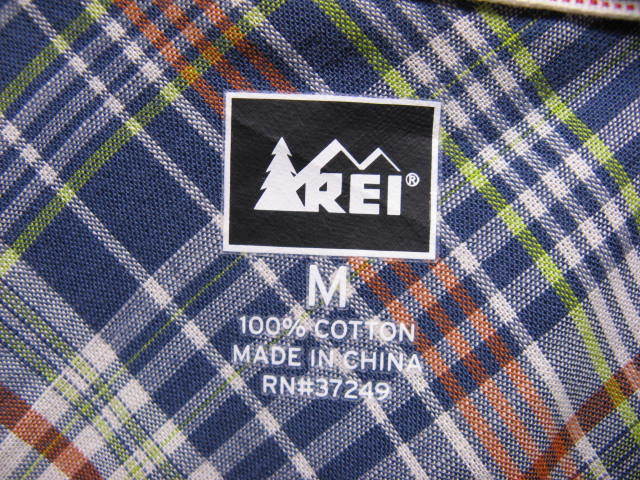 REI®
M
100% COTTON
MADE IN CHINA
RN#37249